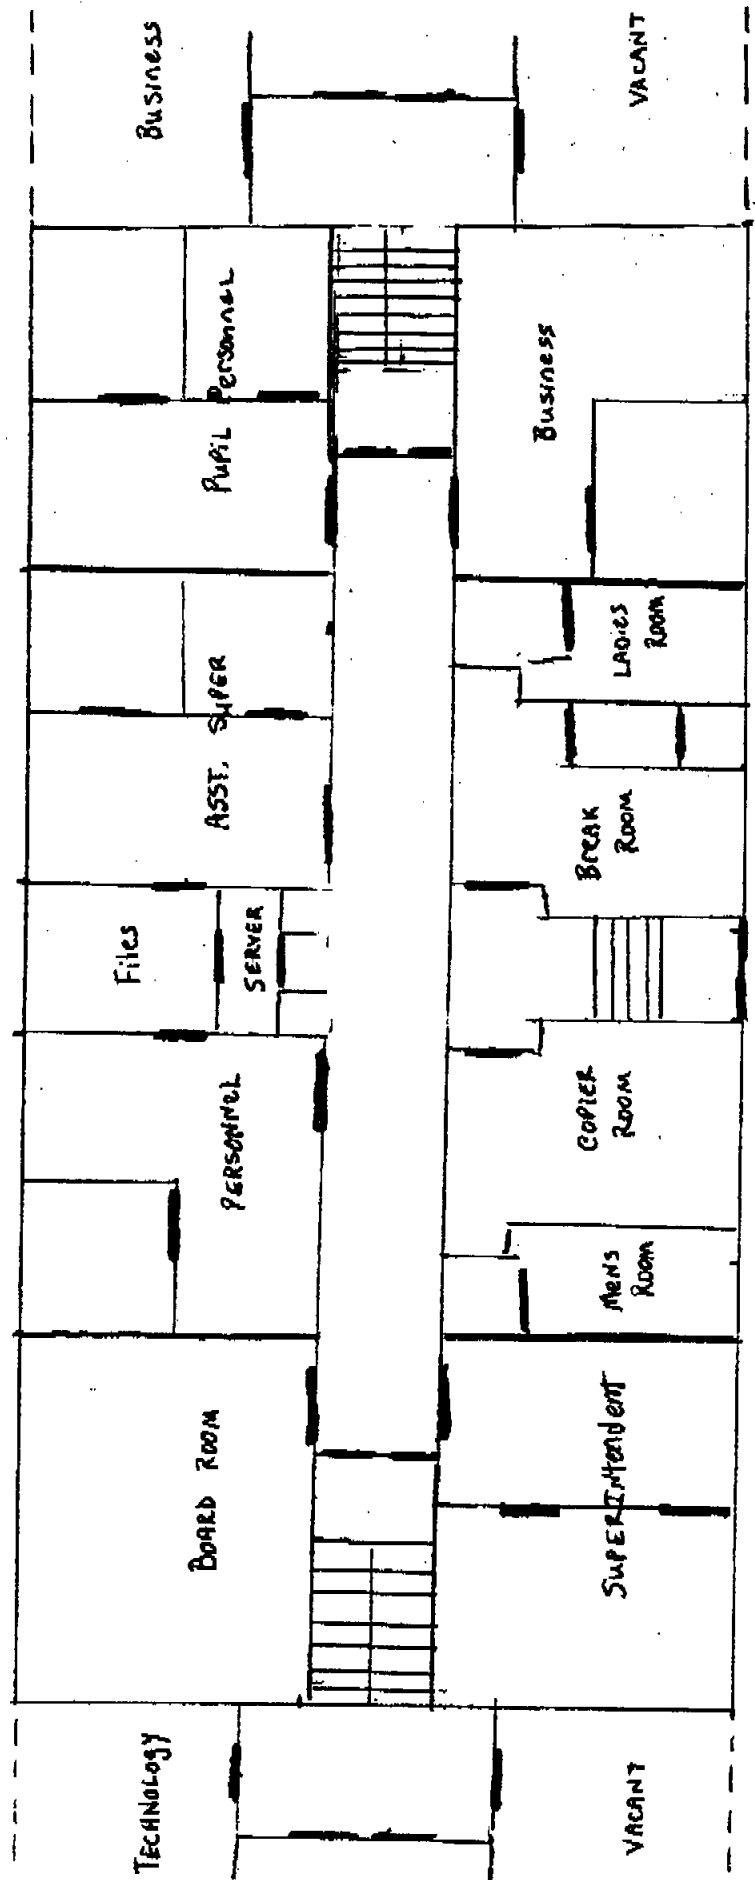 Business
VACANT
Pupil Personnel
Business
ASST. SUPER
LADies
ROOM
Files
SERVER
BreAK
ROOM
PERSONNEL
COPIER
ROOM
MeNS
ROOM
BOARD ROOM
SUPERINtendent
TECHNOLOGY
VACANT